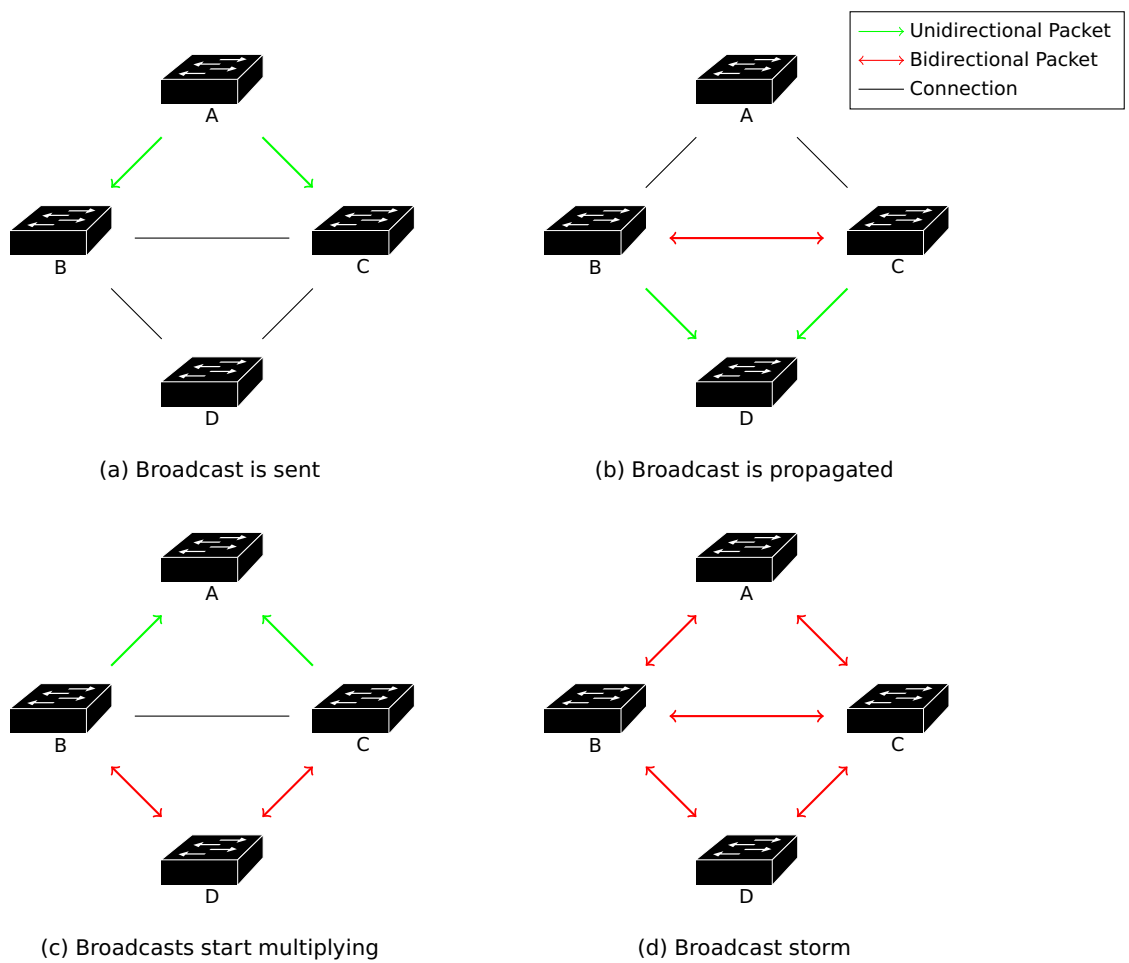 Unidirectional Packet
Bidirectional Packet
Connection
A
B
C
D
(a) Broadcast is sent
A
B
C
D
(b) Broadcast is propagated
A
B
C
D
(c) Broadcasts start multiplying
A
B
C
D
(d) Broadcast storm